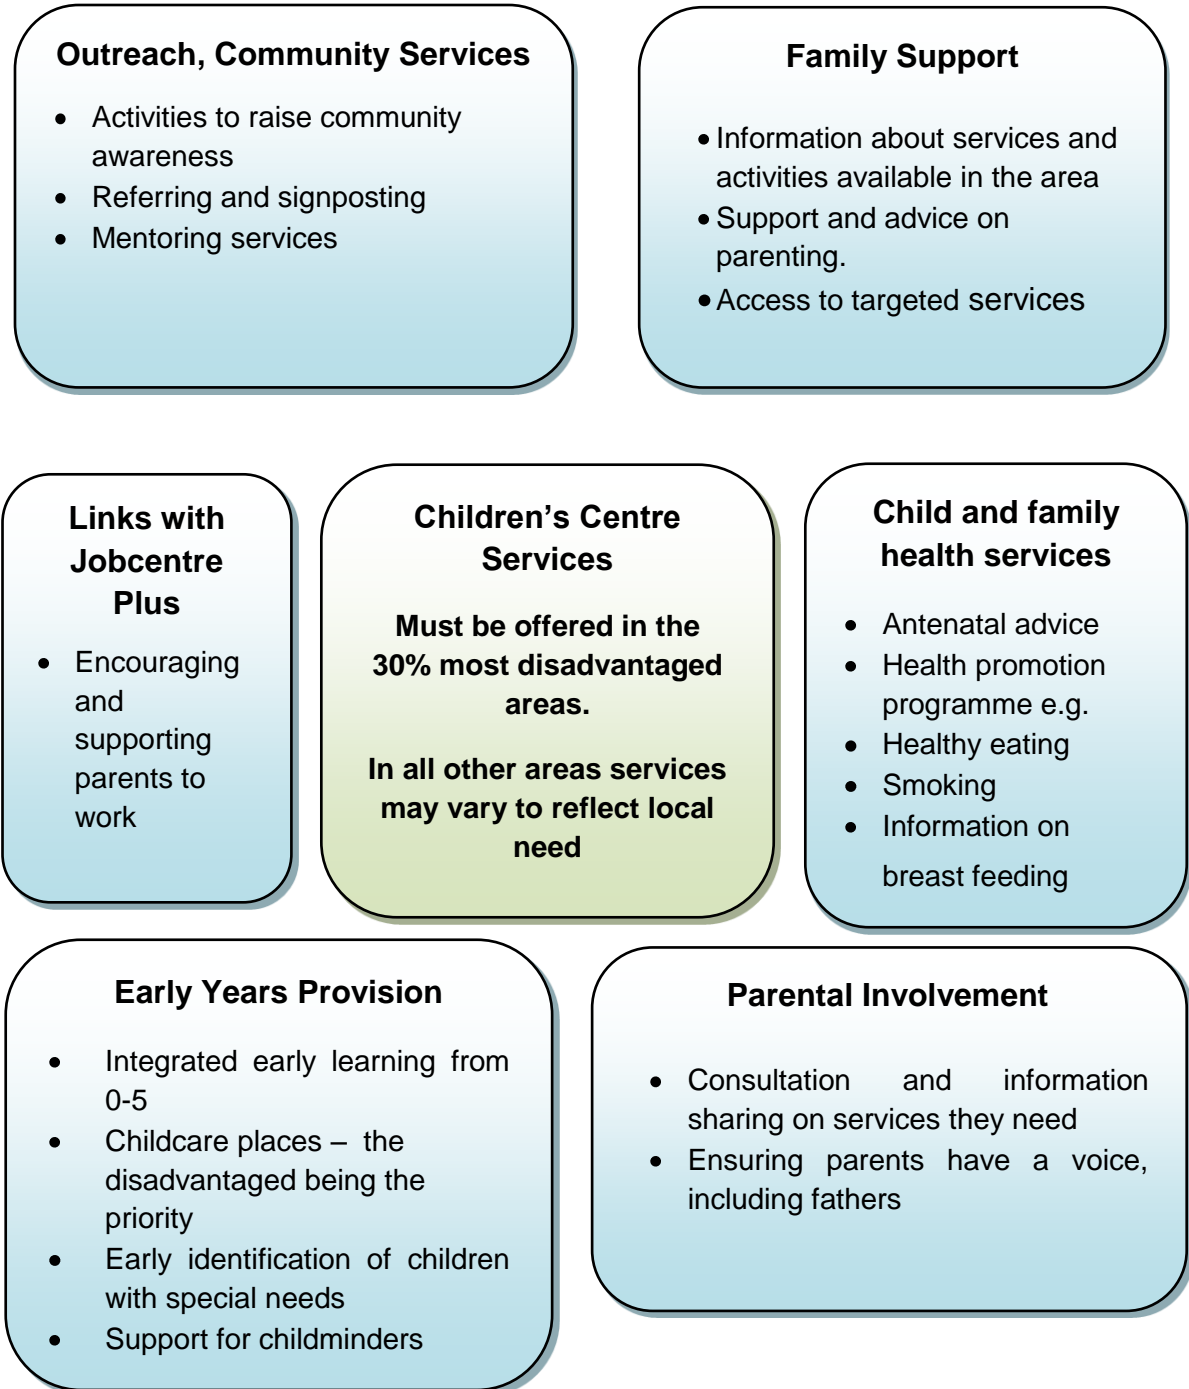 Outreach, Community Services
• Activities to raise community
awareness
• Referring and signposting
• Mentoring services
Family Support
• Information about services and
activities available in the area
• Support and advice on
parenting.
• Access to targeted services
Links with
Jobcentre
Plus
• Encouraging
and
supporting
parents to
work
Children’s Centre
Services
Must be offered in the
30% most disadvantaged
areas.
In all other areas services
may vary to reflect local
need
Child and family
health services
• Antenatal advice
• Health promotion
programme e.g.
• Healthy eating
• Smoking
• Information on
breast feeding
Early Years Provision
• Integrated early learning from
0-5
• Childcare places – the
disadvantaged being the
priority
• Early identification of children
with special needs
• Support for childminders
Parental Involvement
• Consultation and information
sharing on services they need
• Ensuring parents have a voice,
including fathers